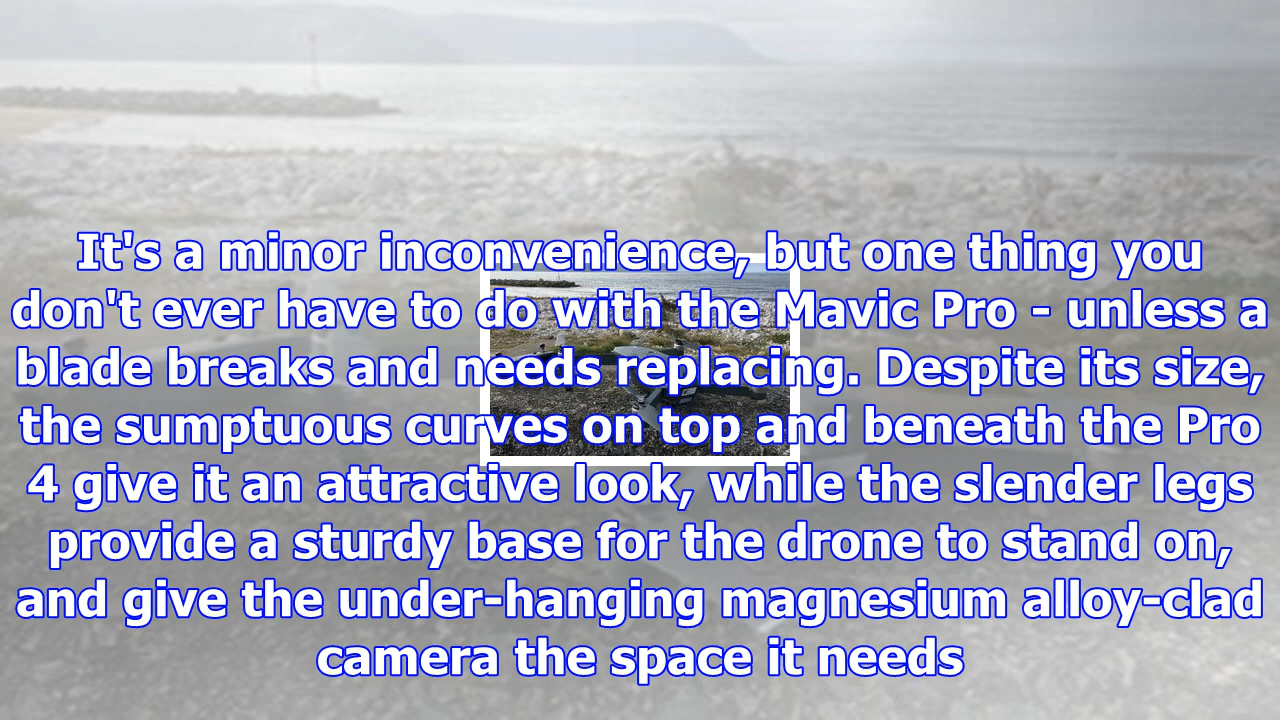 It's a minor inconvenience, but one thing you
don't ever have to do with the Mavic Pro - unless a
blade breaks and needs replacing. Despite its size,
the sumptuous curves on top and beneath the Pro
4 give it an attractive look, while the slender legs
provide a sturdy base for the drone to stand on,
and give the under-hanging magnesium alloy-clad
camera the space it needs